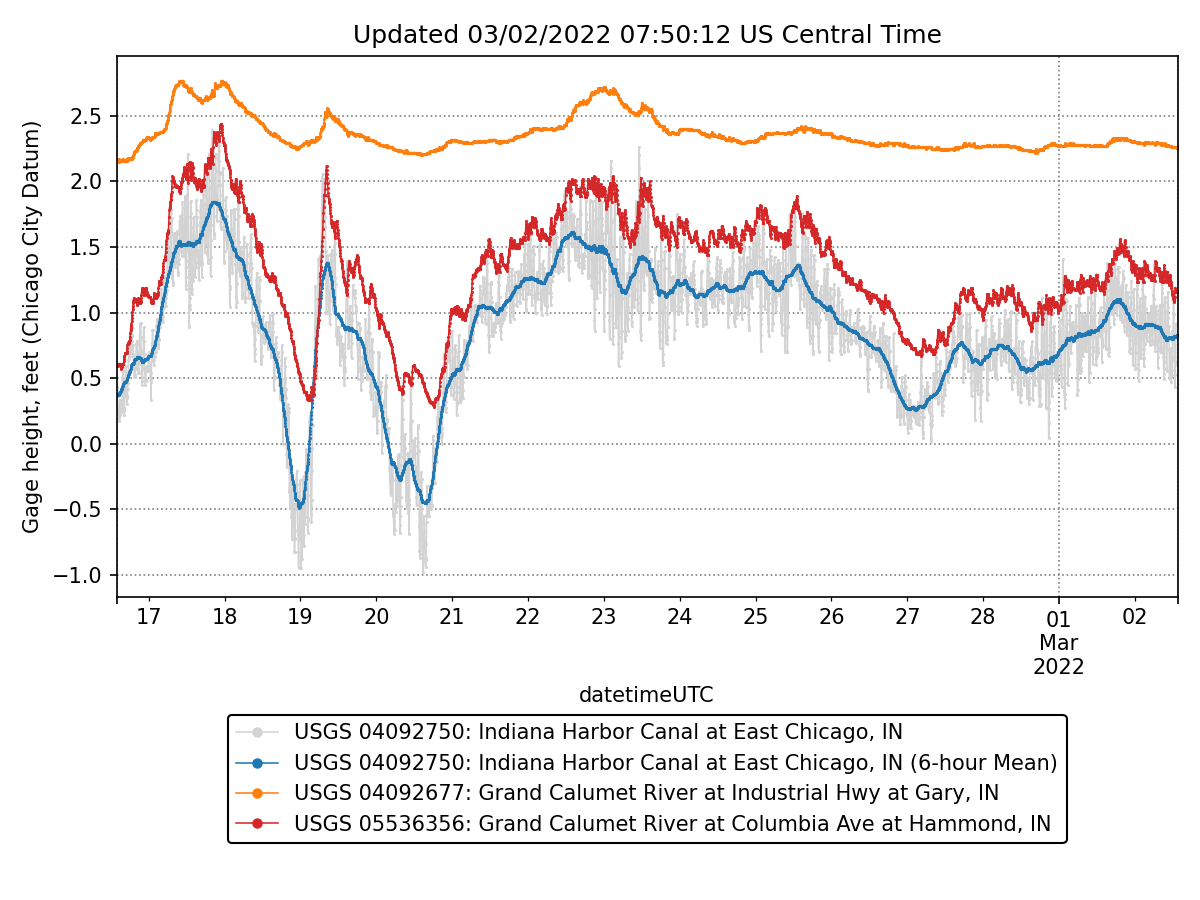 Updated 03/02/2022 07:50:12 US Central Time
Gage height, feet (Chicago City Datum)
2.5
2.0
1.5
1.0
0.5
0.0
−0.5
−1.0
17 18 19 20 21 22 23 24 25 26 27 28 01 02
Mar
2022
datetimeUTC
USGS 04092750: Indiana Harbor Canal at East Chicago, IN
USGS 04092750: Indiana Harbor Canal at East Chicago, IN (6-hour Mean)
USGS 04092677: Grand Calumet River at Industrial Hwy at Gary, IN
USGS 05536356: Grand Calumet River at Columbia Ave at Hammond, IN